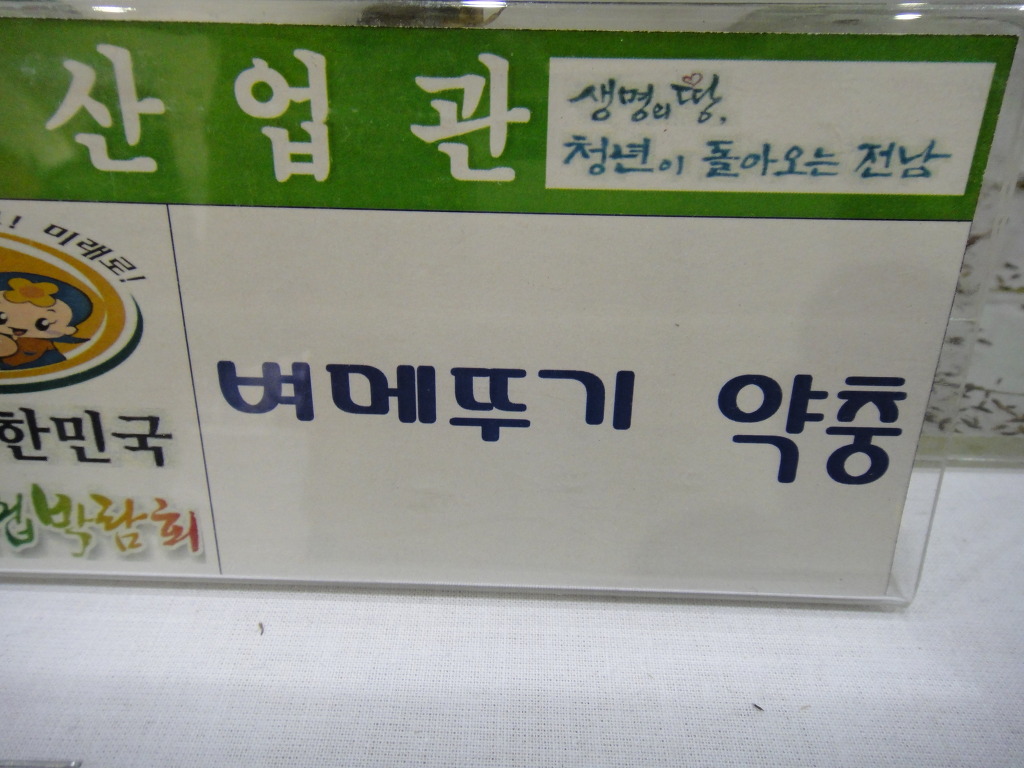 산업관
생명의 땅,
청년이 돌아오는 전남
미래로!
벼메뚜기 약충
한민국
업박람회